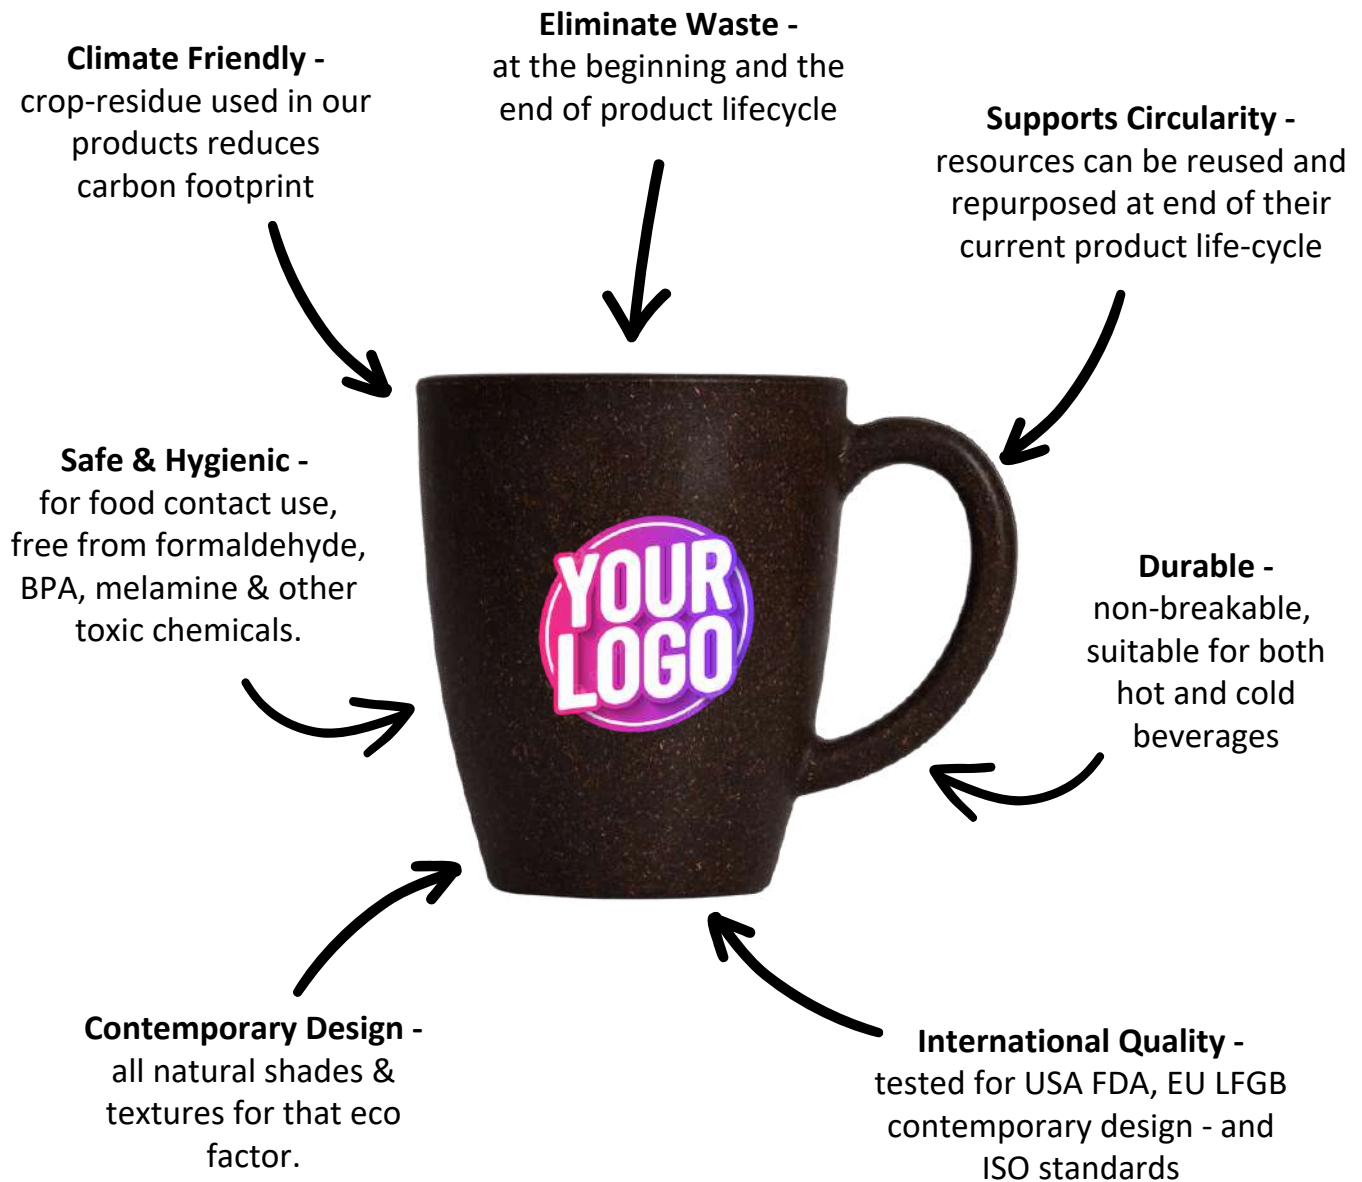 Eliminate Waste -
at the beginning and the
end of product lifecycle
Climate Friendly -
crop-residue used in our
products reduces
carbon footprint
Supports Circularity -
resources can be reused and
repurposed at end of their
current product life-cycle
Safe & Hygienic -
for food contact use,
free from formaldehyde,
BPA, melamine & other
toxic chemicals.
YOUR
LOGO
Durable -
non-breakable,
suitable for both
hot and cold
beverages
Contemporary Design -
all natural shades &
textures for that eco
factor.
International Quality -
tested for USA FDA, EU LFGB
contemporary design - and
ISO standards